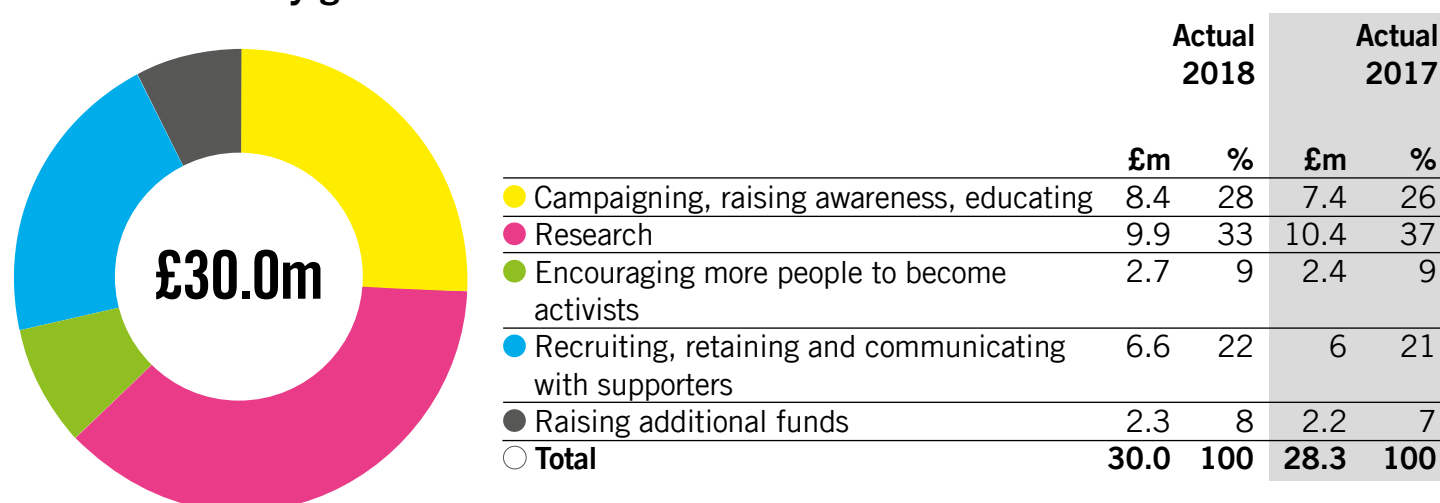 £30.0m
Actual 2018 Actual 2017
£m % £m %
Campaigning, raising awareness, educating 8.4 28 7.4 26
Research 9.9 33 10.4 37
Encouraging more people to become 2.7 9 2.4 9
activists
Recruiting, retaining and communicating 6.6 22 6 21
with supporters
Raising additional funds 2.3 8 2.2 7
Total 30.0 100 28.3 100